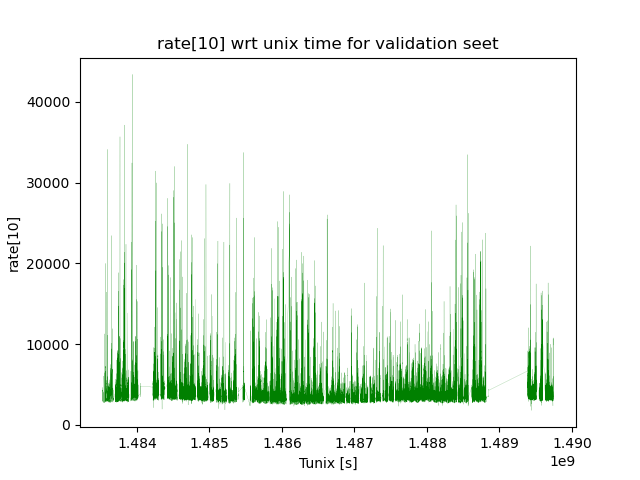 rate[10] wrt unix time for validation seet
rate[10]
40000
30000
20000
10000
0
1.484 1.485 1.486 1.487 1.488 1.489 1.490
1e9
Tunix [s]